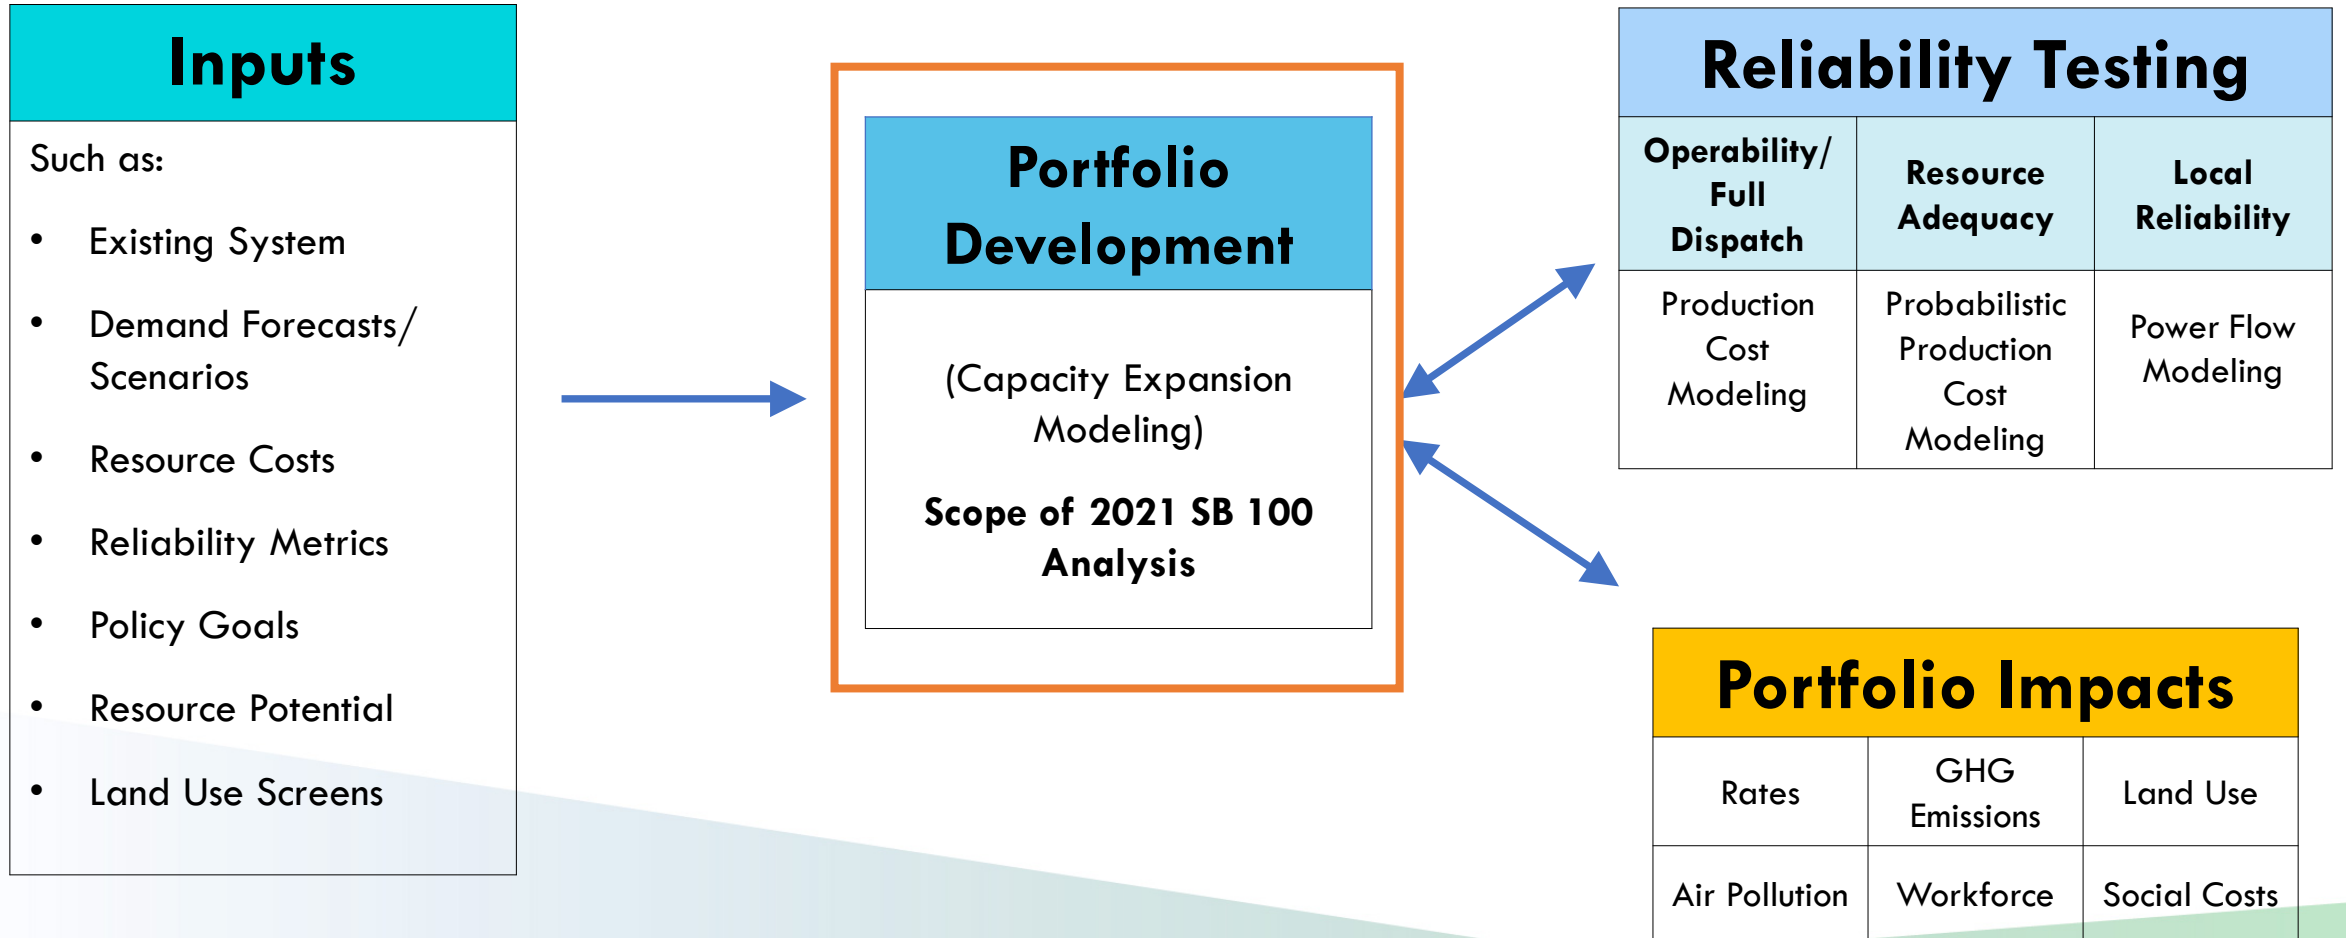 Inputs
Such as:
• Existing System
• Demand Forecasts/
Scenarios
• Resource Costs
• Reliability Metrics
• Policy Goals
• Resource Potential
• Land Use Screens
Portfolio
Development
(Capacity Expansion
Modeling)
Scope of 2021 SB 100
Analysis
Reliability Testing
Operability/
Full
Dispatch
Resource
Adequacy
Local
Reliability
Production
Cost
Modeling
Probabilistic
Production
Cost
Modeling
Power Flow
Modeling
Portfolio Impacts
Rates
GHG
Emissions
Land Use
Air Pollution
Workforce
Social Costs